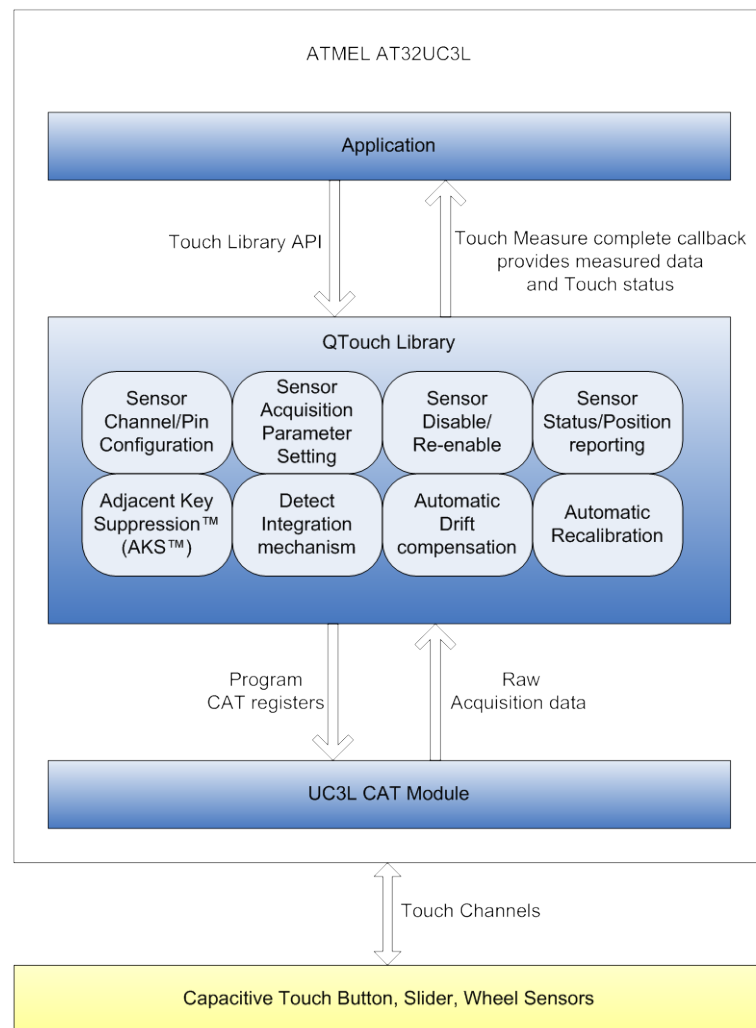 ATMEL AT32UC3L
Application
Touch Library API
Touch Measure complete callback
provides measured data
and Touch status
QTouch Library
Sensor
Channel/Pin
Configuration
Sensor
Acquisition
Parameter
Setting
Sensor
Disable/
Re-enable
Sensor
Status/Position
reporting
Adjacent Key
Suppression™
(AKS™)
Detect
Integration
mechanism
Automatic
Drift
compensation
Automatic
Recalibration
Program
CAT registers
Raw
Acquisition data
UC3L CAT Module
Touch Channels
Capacitive Touch Button, Slider, Wheel Sensors